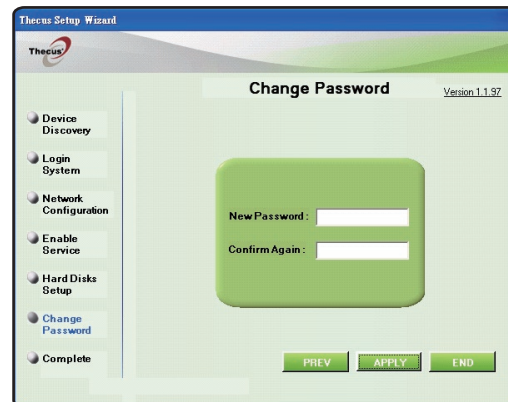 Thecus Setup Wizard
Thecus
Change Password
Version 1.1.97
Device
Discovery
Login
System
Network
Configuration
Enable
Service
Hard Disks
Setup
Change
Password
Complete
New Password :
Confirm Again :
PREV
APPLY
END